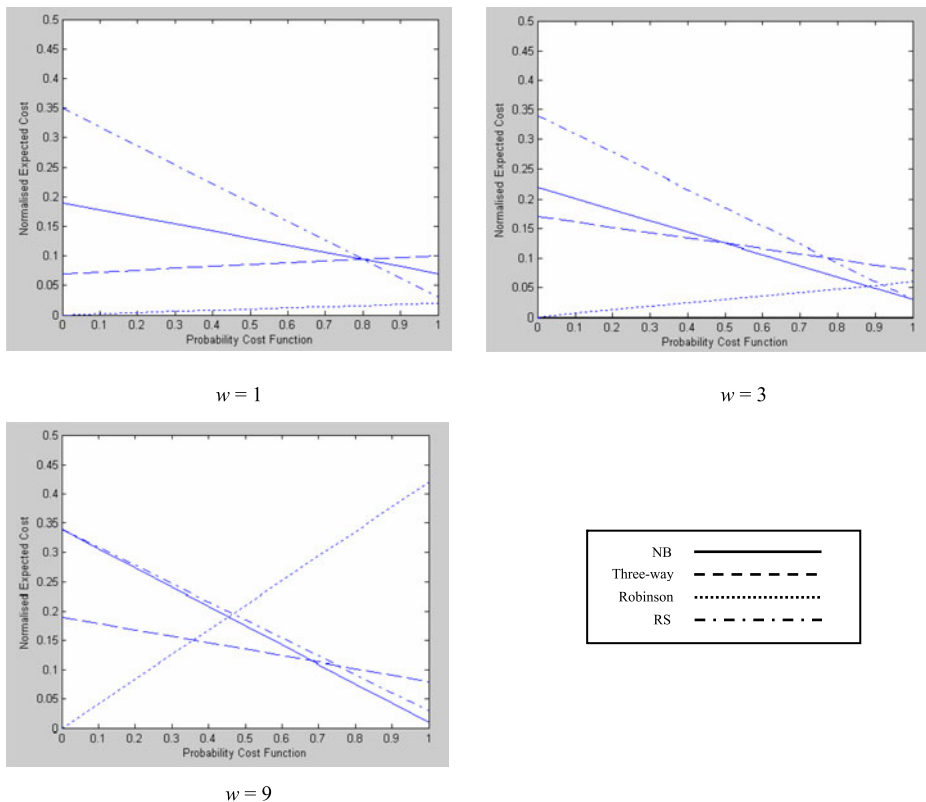 0.5
0.45
0.4
0.35
0.3
0.25
0.2
0.15
0.1
0.05
0
Normalised Expected Cost
0 0.1 0.2 0.3 0.4 0.5 0.6 0.7 0.8 0.9 1
Probability Cost Function
w = 1
0.5
0.45
0.4
0.35
0.3
0.25
0.2
0.15
0.1
0.05
0
Normalised Expected Cost
0 0.1 0.2 0.3 0.4 0.5 0.6 0.7 0.8 0.9 1
Probability Cost Function
w = 3
0.5
0.45
0.4
0.35
0.3
0.25
0.2
0.15
0.1
0.05
0
Normalised Expected Cost
0 0.1 0.2 0.3 0.4 0.5 0.6 0.7 0.8 0.9 1
Probability Cost Function
w = 9
NB
Three-way
Robinson
RS